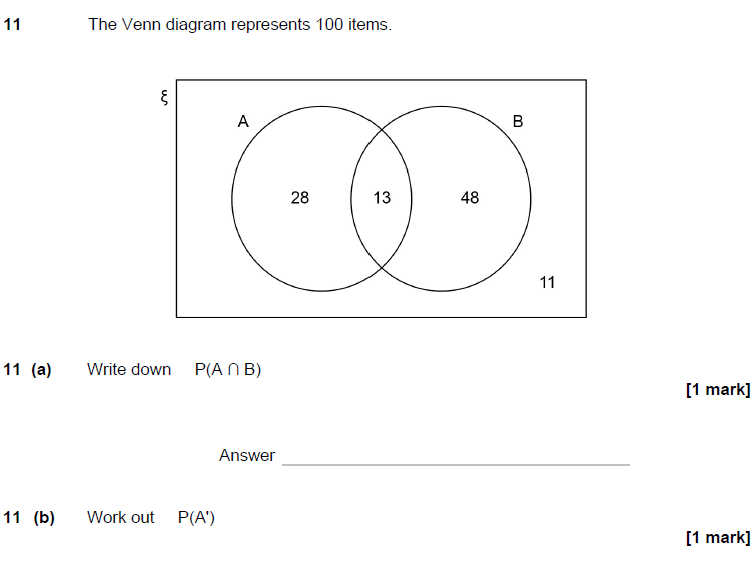 11 The Venn diagram represents 100 items.
ξ
A B
28 13 48
11
11 (a) Write down P(A ∩ B)
[1 mark]
Answer
11 (b) Work out P(A')
[1 mark]